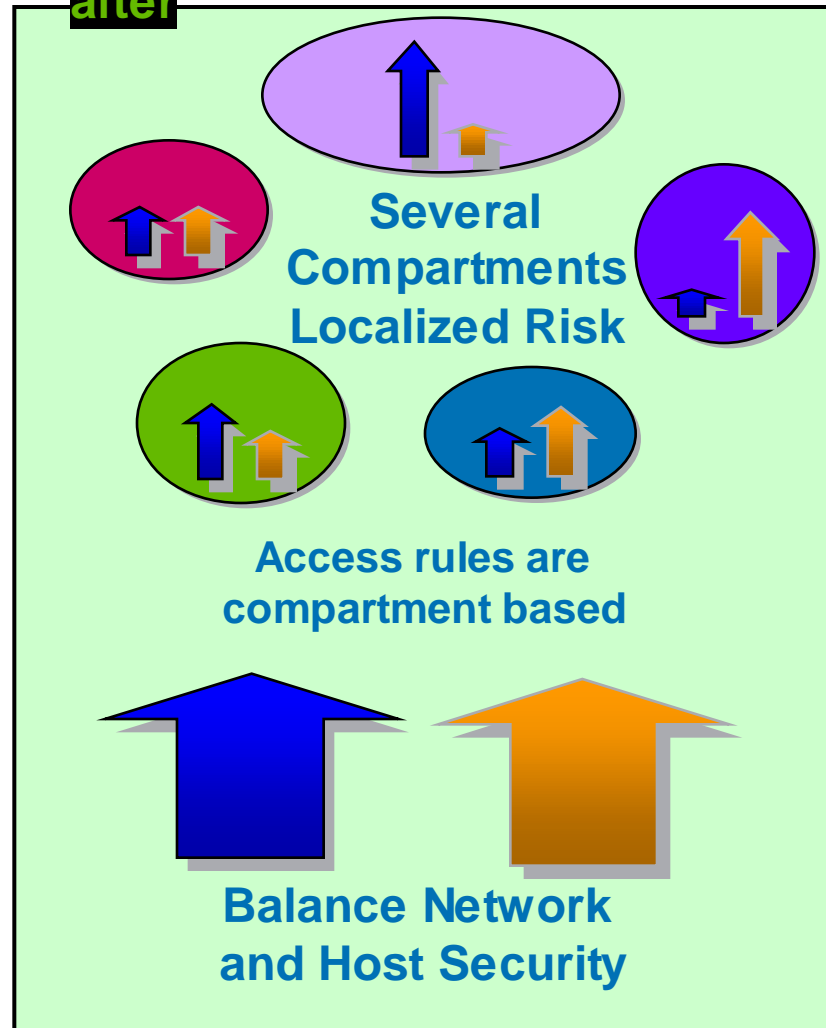 after
Several
Compartments
Localized Risk
Access rules are
compartment based
Balance Network
and Host Security